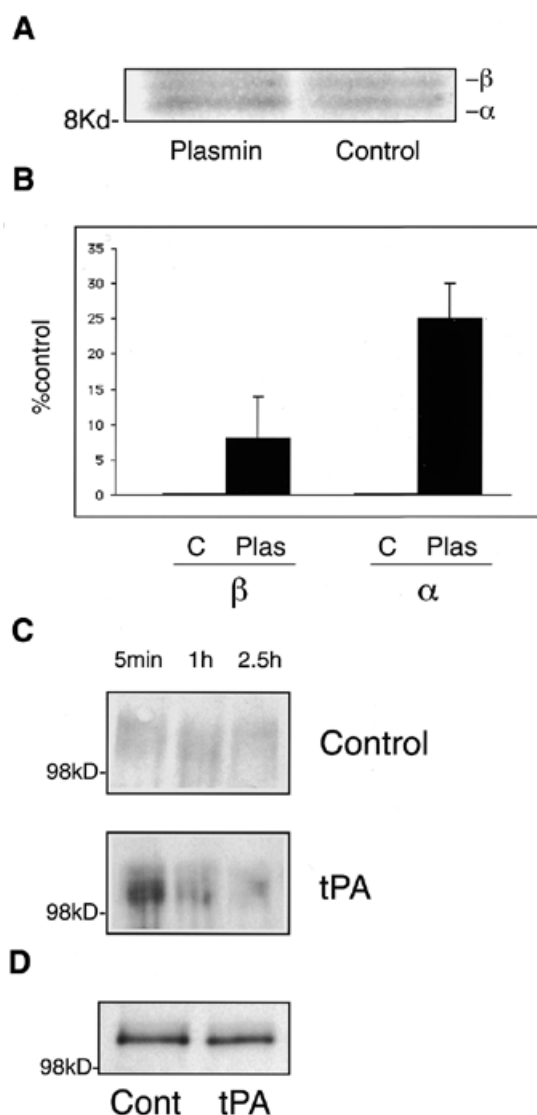 A
–β
8Kd-
–α
Plasmin Control
B
35
30
25
20
15
10
5
0
%control
C Plas C Plas
β α
C
5min 1h 2.5h
Control
98kD-
tPA
98kD-
D
98kD-
Cont tPA